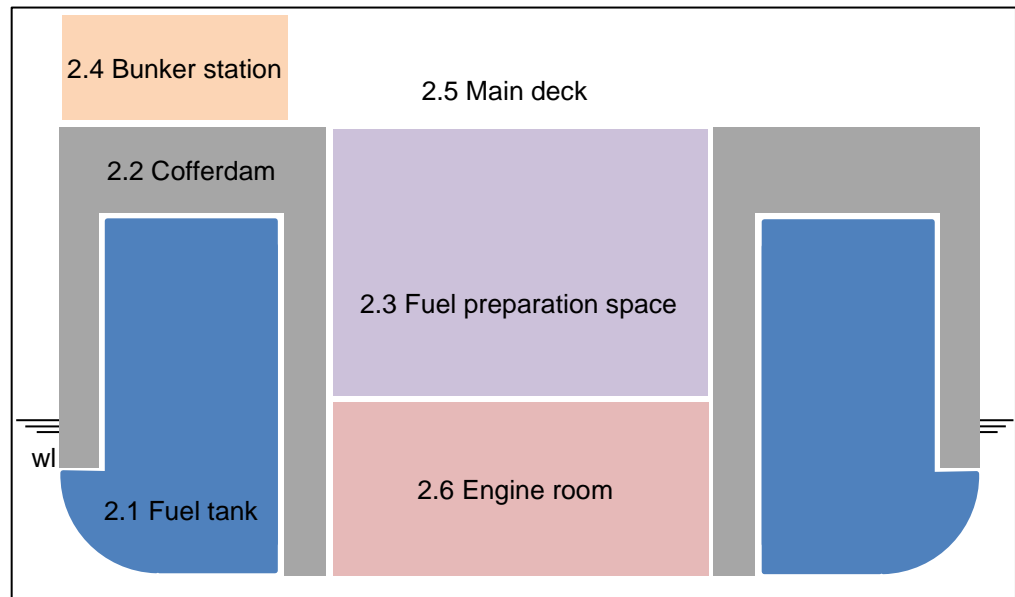 2.4 Bunker station
2.5 Main deck
2.2 Cofferdam
2.3 Fuel preparation space
wl
2.6 Engine room
2.1 Fuel tank